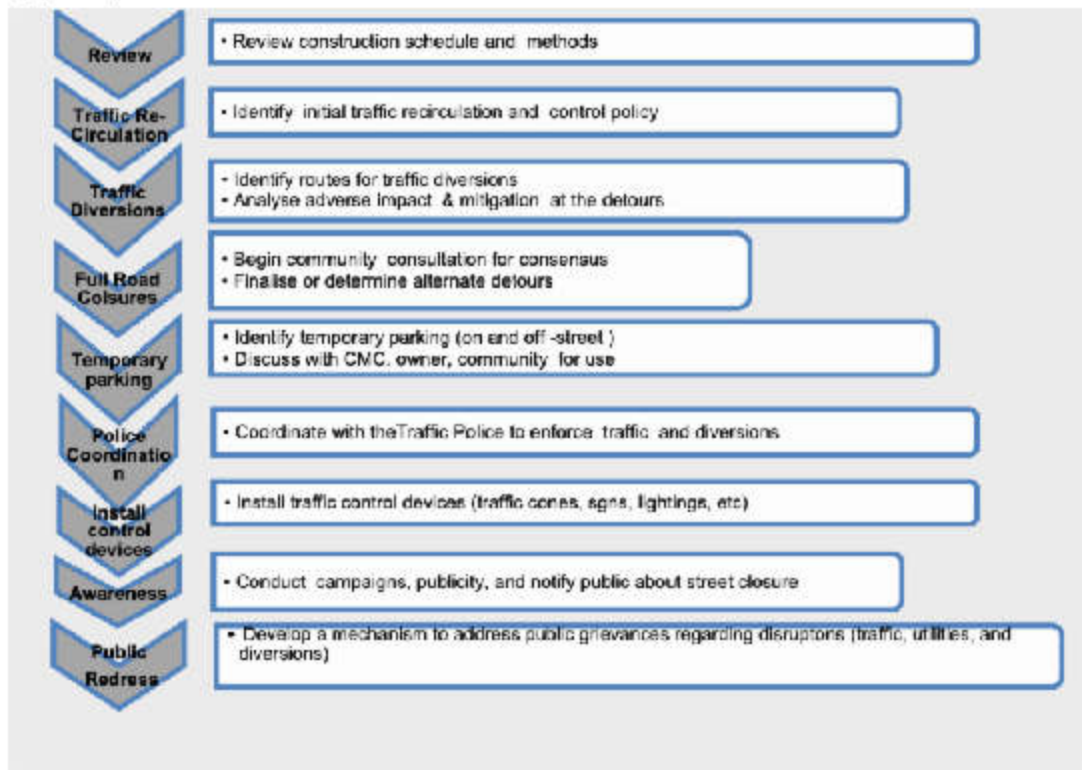 Review
• Review construction schedule and methods
Traffic Re-
Circulation
• Identify initial traffic recirculation and control policy
Traffic
Diversions
• Identify routes for traffic diversions
• Analyse adverse impact & mitigation at the detours
Full Road
Colsures
• Begin community consultation for consensus
• Finalise or determine alternate detours
Temporary
parking
• Identify temporary parking (on and off -street )
• Discuss with CMC, owner, community for use
Police
Coordinatio
n
• Coordinate with theTraffic Police to enforce traffic and diversions
Install
control
devices
• Install traffic control devices (traffic cones, sgns, lightings, etc)
Awareness
• Conduct campaigns, publicity, and notify public about street closure
Public
Redress
• Develop a mechanism to address public grievances regarding disruptons (traffic, utilities, and
diversions)